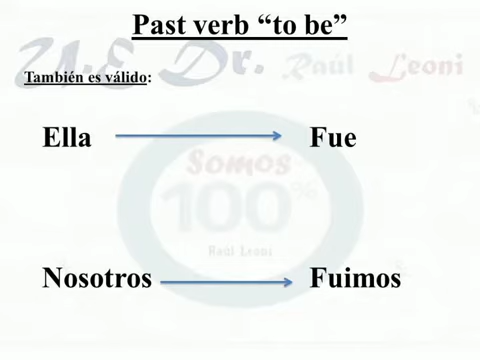 Past verb “to be”
U.E Dr. Raúl Leoni
También es válido:
Ella Fue
Somos
100%
Raúl Leoni
Nosotros Fuimos